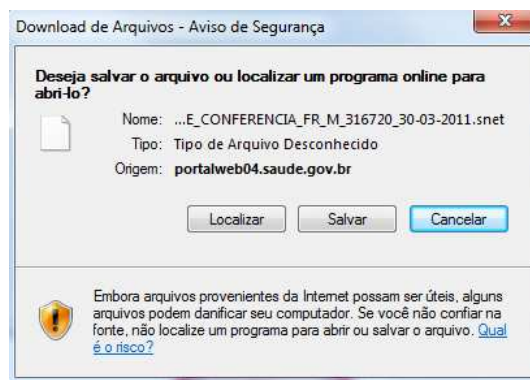 Download de Arquivos - Aviso de Segurança
Deseja salvar o arquivo ou localizar um programa online para
abri-lo?
Nome: ...E_CONFERENCIA_FR_M_316720_30-03-2011.snet
Tipo: Tipo de Arquivo Desconhecido
Origem: portalweb04.saude.gov.br
Localizar Salvar Cancelar
Embora arquivos provenientes da Internet possam ser úteis, alguns
arquivos podem danificar seu computador. Se você não confiar na
fonte, não localize um programa para abrir ou salvar o arquivo. Qual
é o risco?